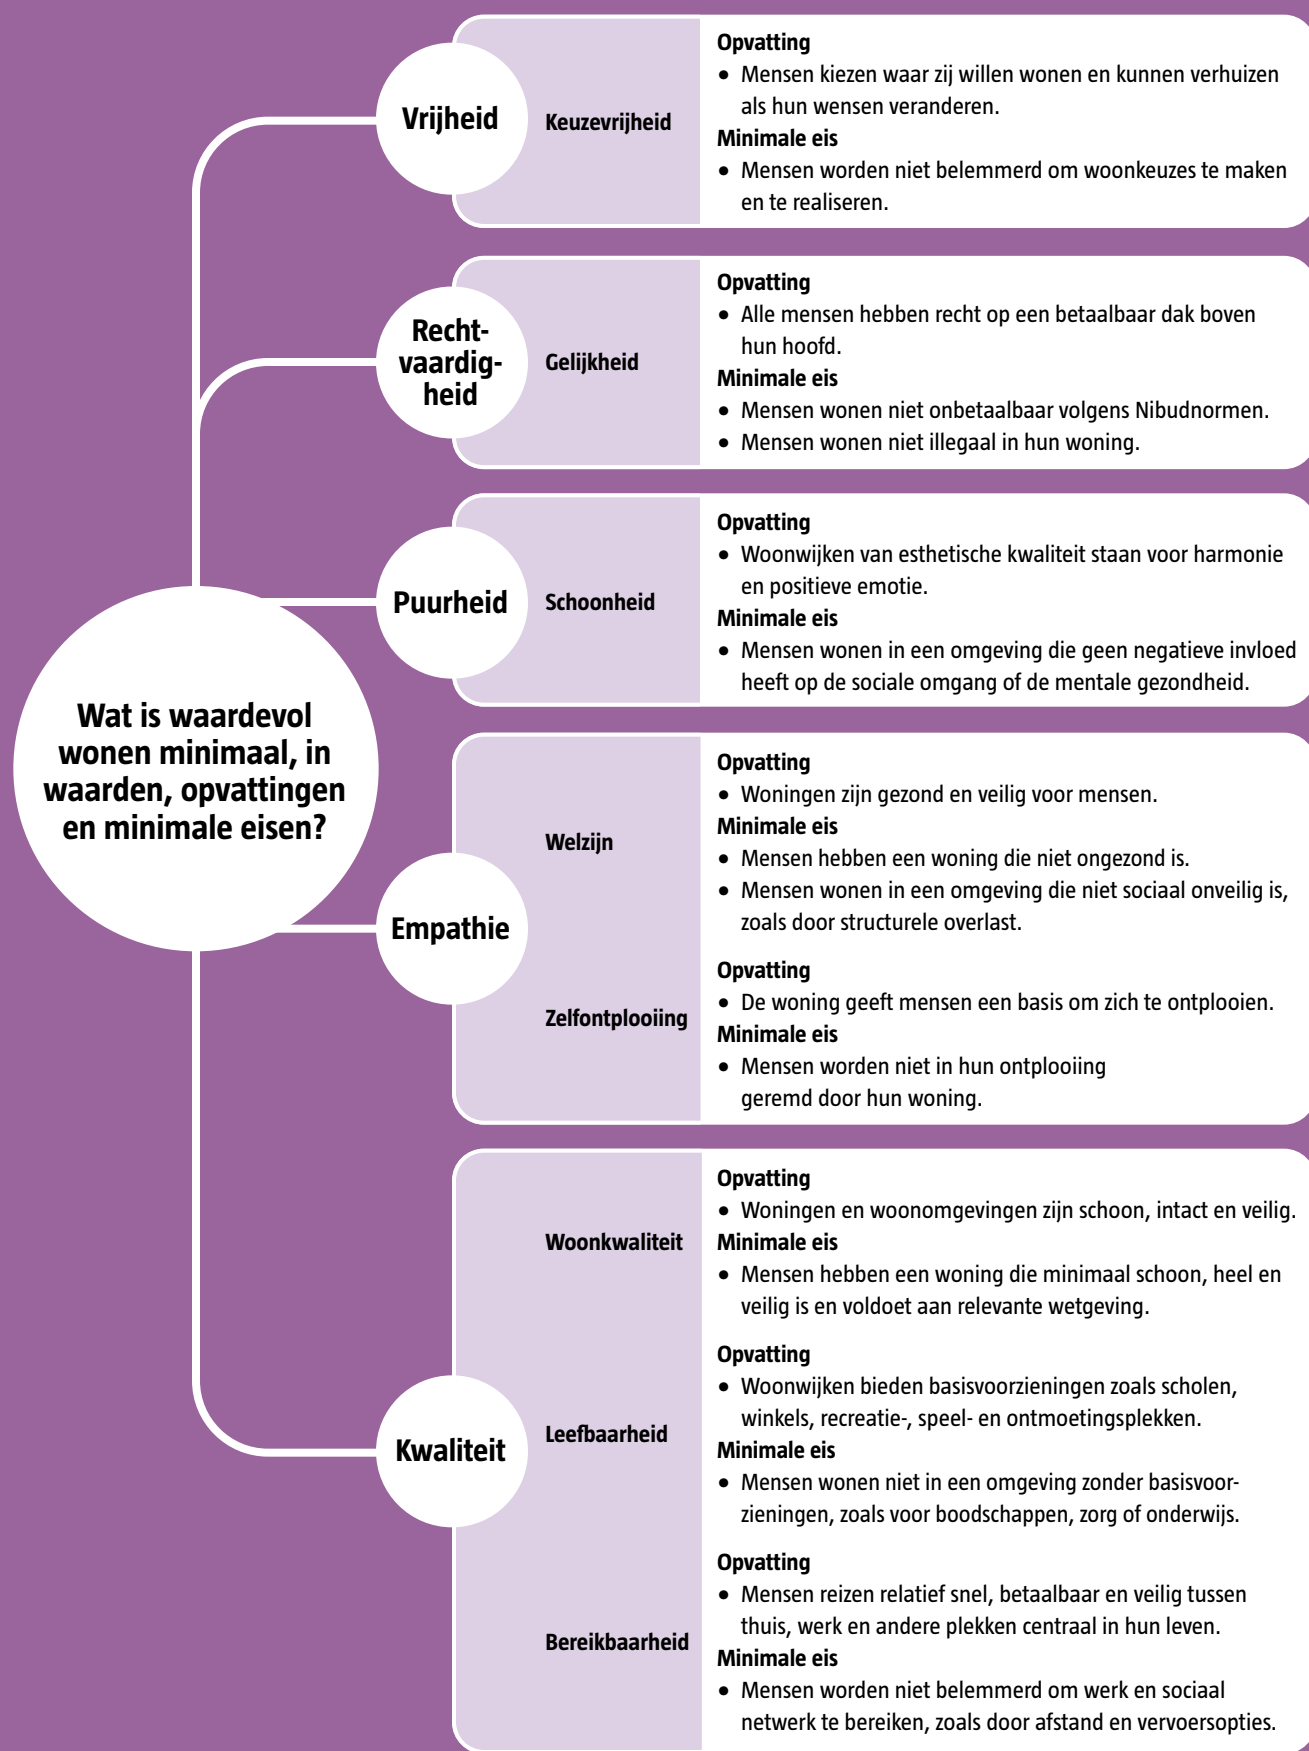 Wat is waardevol
wonen minimaal, in
waarden, opvattingen
en minimale eisen?
Vrijheid
Keuzevrijheid
Opvatting
• Mensen kiezen waar zij willen wonen en kunnen verhuizen
als hun wensen veranderen.
Minimale eis
• Mensen worden niet belemmerd om woonkeuzes te maken
en te realiseren.
Recht-
vaardig-
heid
Gelijkheid
Opvatting
• Alle mensen hebben recht op een betaalbaar dak boven
hun hoofd.
Minimale eis
• Mensen wonen niet onbetaalbaar volgens Nibudnormen.
• Mensen wonen niet illegaal in hun woning.
Puurheid
Schoonheid
Opvatting
• Woonwijken van esthetische kwaliteit staan voor harmonie
en positieve emotie.
Minimale eis
• Mensen wonen in een omgeving die geen negatieve invloed
heeft op de sociale omgang of de mentale gezondheid.
Empathie
Welzijn
Opvatting
• Woningen zijn gezond en veilig voor mensen.
Minimale eis
• Mensen hebben een woning die niet ongezond is.
• Mensen wonen in een omgeving die niet sociaal onveilig is,
zoals door structurele overlast.
Zelfontplooiing
Opvatting
• De woning geeft mensen een basis om zich te ontplooien.
Minimale eis
• Mensen worden niet in hun ontplooiing
geremd door hun woning.
Kwaliteit
Woonkwaliteit
Opvatting
• Woningen en woonomgevingen zijn schoon, intact en veilig.
Minimale eis
• Mensen hebben een woning die minimaal schoon, heel en
veilig is en voldoet aan relevante wetgeving.
Leefbaarheid
Opvatting
• Woonwijken bieden basisvoorzieningen zoals scholen,
winkels, recreatie-, speel- en ontmoetingsplekken.
Minimale eis
• Mensen wonen niet in een omgeving zonder basisvoor-
zieningen, zoals voor boodschappen, zorg of onderwijs.
Bereikbaarheid
Opvatting
• Mensen reizen relatief snel, betaalbaar en veilig tussen
thuis, werk en andere plekken centraal in hun leven.
Minimale eis
• Mensen worden niet belemmerd om werk en sociaal
netwerk te bereiken, zoals door afstand en vervoersopties.